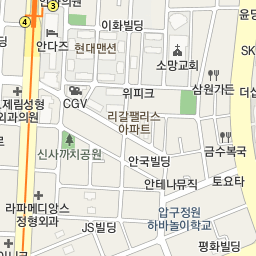 이화빌딩
안다즈
현대맨션
소망교회
위피크
삼원가든
CGV
제림성형
외과의원
리갈팰리스
아파트
신사까치공원
안국빌딩
금수복국
안테나뮤직
토요타
라파메디앙스
정형외과
JS빌딩
압구정원
하바놀이학교
평화빌딩
3
4
4